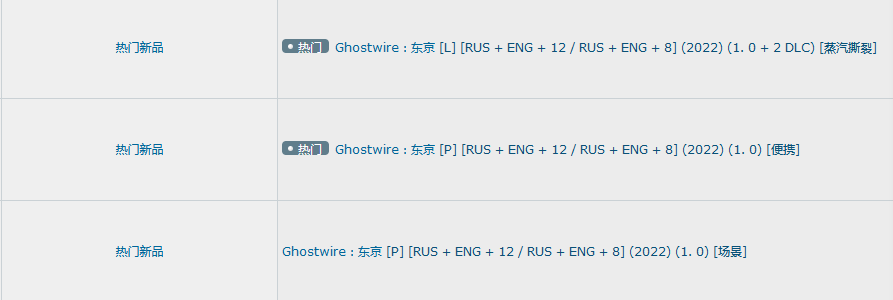 热门新品
• 热门 Ghostwire : 东京 [L] [RUS + ENG + 12 / RUS + ENG + 8] (2022) (1. 0 + 2 DLC) [蒸汽撕裂]
热门新品
• 热门 Ghostwire : 东京 [P] [RUS + ENG + 12 / RUS + ENG + 8] (2022) (1. 0) [便携]
热门新品
Ghostwire : 东京 [P] [RUS + ENG + 12 / RUS + ENG + 8] (2022) (1. 0) [场景]